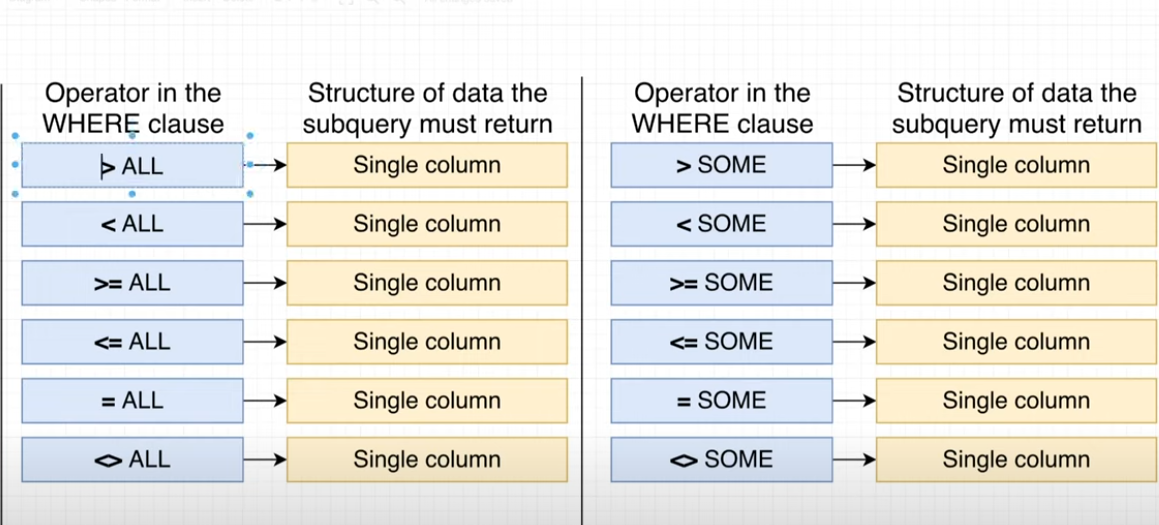 Operator in the
WHERE clause
Structure of data the
subquery must return
> ALL
Single column
< ALL
Single column
>= ALL
Single column
<= ALL
Single column
= ALL
Single column
<> ALL
Single column
Operator in the
WHERE clause
Structure of data the
subquery must return
> SOME
Single column
< SOME
Single column
>= SOME
Single column
<= SOME
Single column
= SOME
Single column
<> SOME
Single column